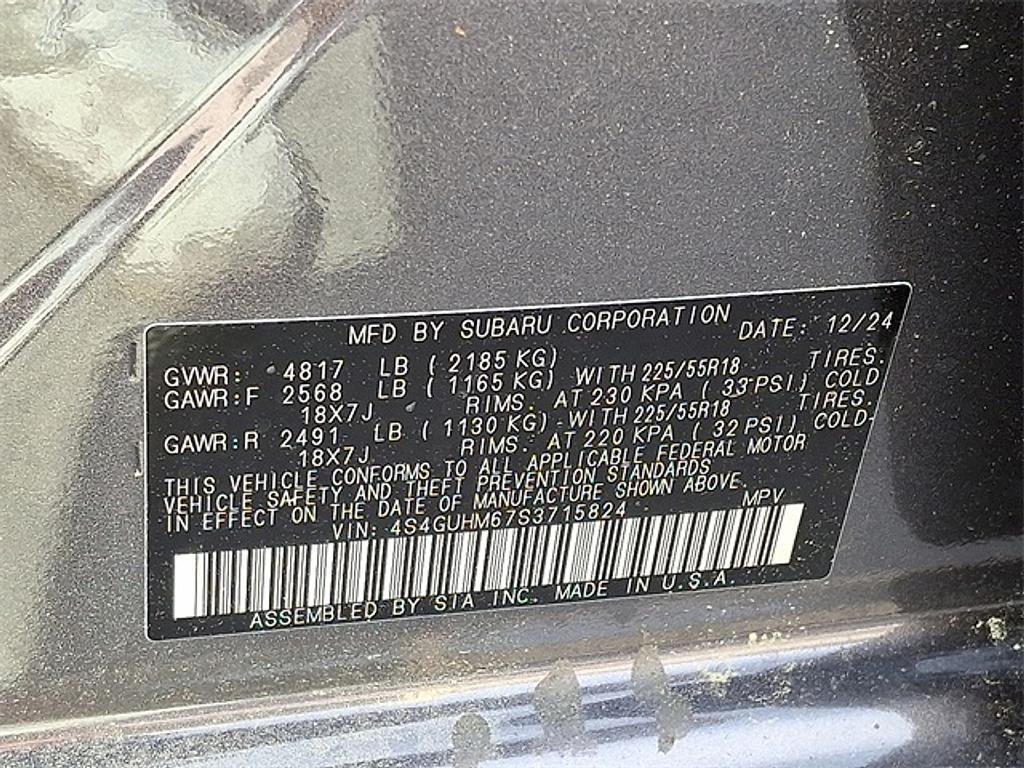 MFD BY SUBARU CORPORATION DATE: 12/24
GVWR: 4817 LB ( 2185 KG)
GAWR:F 2568 LB ( 1165 KG) WITH 225/55R18 TIRES.
18X7J RIMS. AT 230 KPA ( 33 PSI) COLD
GAWR:R 2491 LB ( 1130 KG) WITH 225/55R18 TIRES.
18X7J RIMS. AT 220 KPA ( 32 PSI) COLD
THIS VEHICLE CONFORMS TO ALL APPLICABLE FEDERAL MOTOR
VEHICLE SAFETY AND THEFT PREVENTION STANDARDS
IN EFFECT ON THE DATE OF MANUFACTURE SHOWN ABOVE.
VIN: 4S4GUHM67S3715824 MPV
ASSEMBLED BY SIA INC. MADE IN U.S.A.